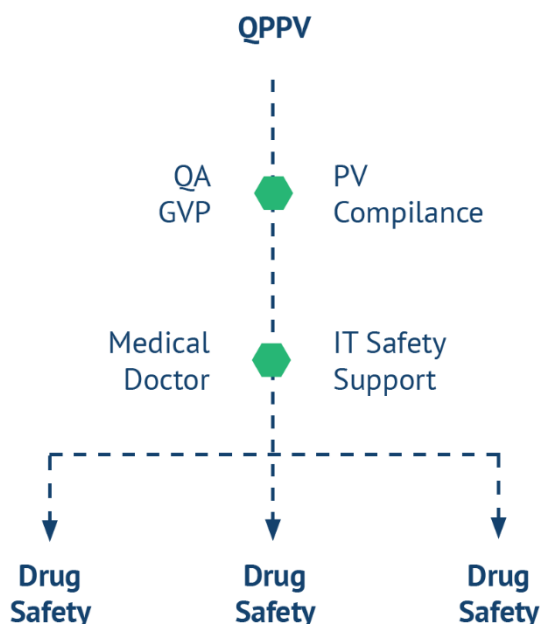 QPPV
QA
GVP
PV
Compilance
Medical
Doctor
IT Safety
Support
Drug
Safety
Drug
Safety
Drug
Safety